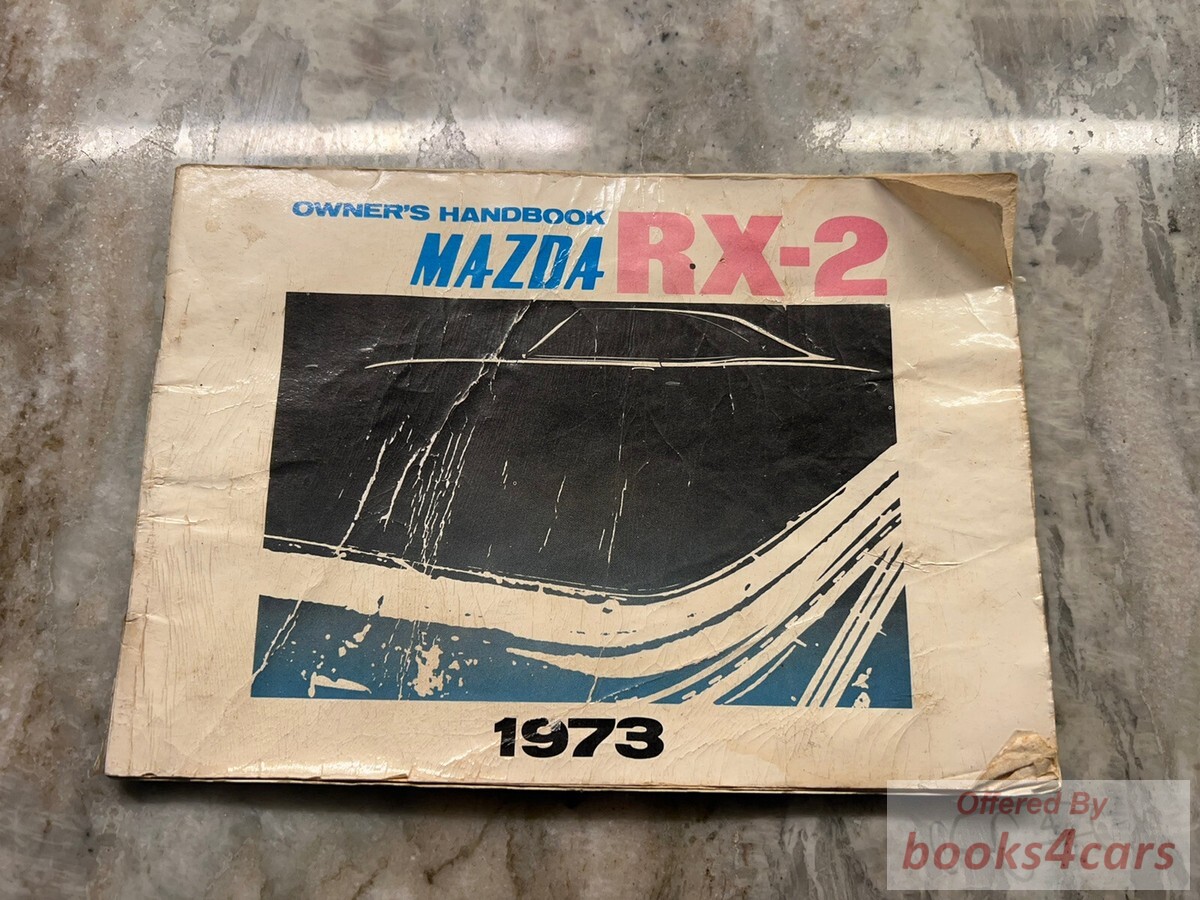 OWNER'S HANDBOOK
MAZDA RX-2
1973
Offered By
books4cars